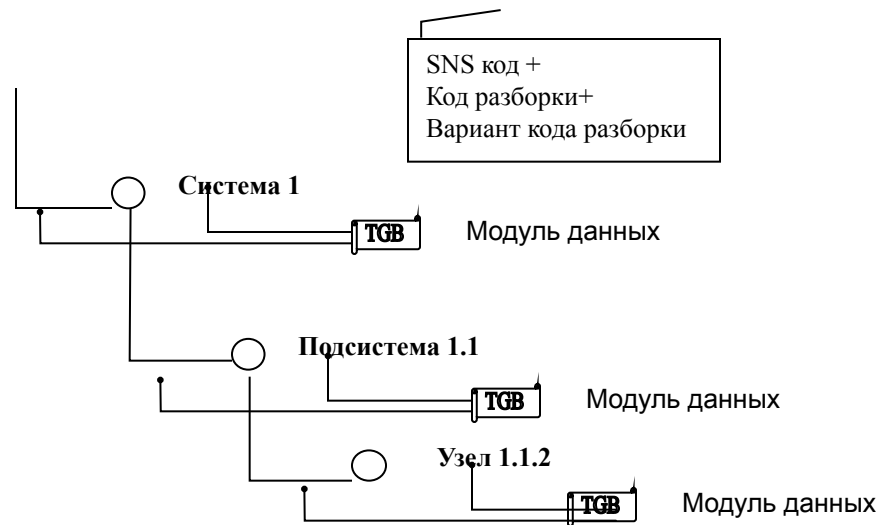 SNS код +
Код разборки+
Вариант кода разборки
Система 1
TGB Модуль данных
Подсистема 1.1
TGB Модуль данных
Узел 1.1.2
TGB Модуль данных